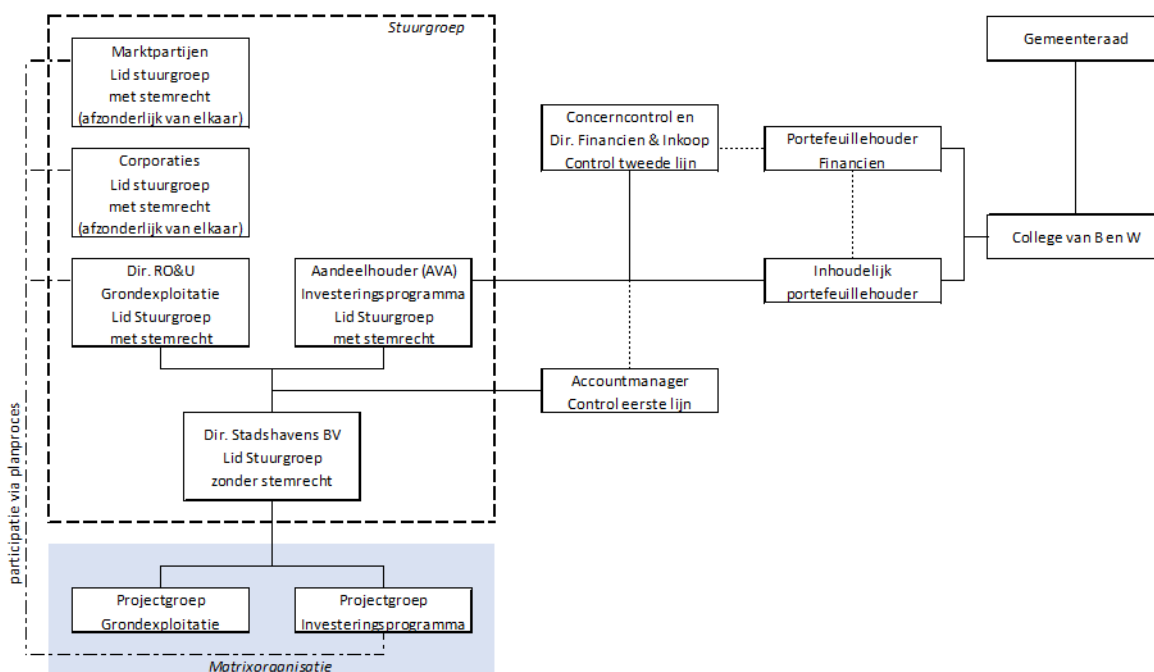 Stuurgroep
Marktpartijen
Lid stuurgroep
met stemrecht
(afzonderlijk van elkaar)
Corporaties
Lid stuurgroep
met stemrecht
(afzonderlijk van elkaar)
Dir. RO&U
Grondexploitatie
Lid Stuurgroep
met stemrecht
Aandeelhouder (AVA)
Investeringsprogramma
Lid Stuurgroep
met stemrecht
Dir. Stadshavens BV
Lid Stuurgroep
zonder stemrecht
Projectgroep
Grondexploitatie
Projectgroep
Investeringsprogramma
Matrixorganisatie
participatie via planproces
Concerncontrol en
Dir. Financien & Inkoop
Control tweede lijn
Accountmanager
Control eerste lijn
Portefeuillehouder
Financien
Inhoudelijk
portefeuillehouder
Gemeenteraad
College van B en W